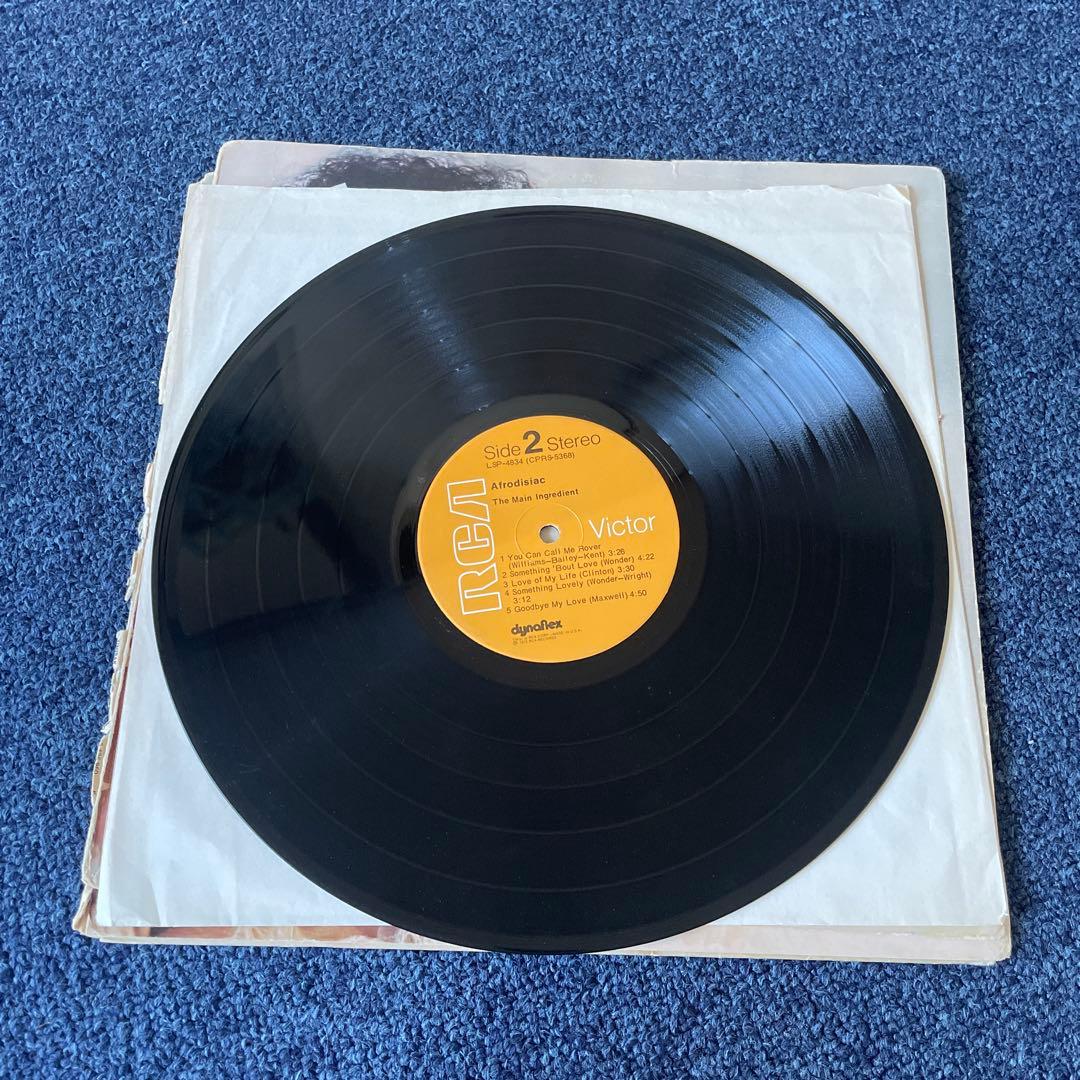 Side 2 Stereo
LSP-4834 (CPRS-5368)
Afrodisiac
The Main Ingredient
RCA
Victor
1 You Can Call Me Rover
(Williams-Bailey-Kent) 3:26
2 Something 'Bout Love (Wonder) 4:22
3 Love of My Life (Clinton) 3:30
4 Something Lovely (Wonder-Wright)
3:12
5 Goodbye My Love (Maxwell) 4:50
dynaflex